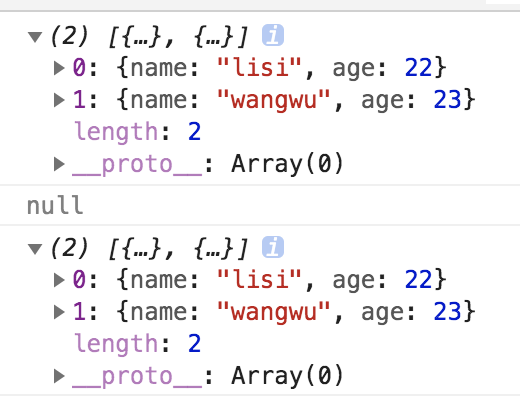 ▼(2) [{…}, {…}] i
▶0: {name: "lisi", age: 22}
▶1: {name: "wangwu", age: 23}
length: 2
▶__proto__: Array(0)
null
▼(2) [{…}, {…}] i
▶0: {name: "lisi", age: 22}
▶1: {name: "wangwu", age: 23}
length: 2
▶__proto__: Array(0)